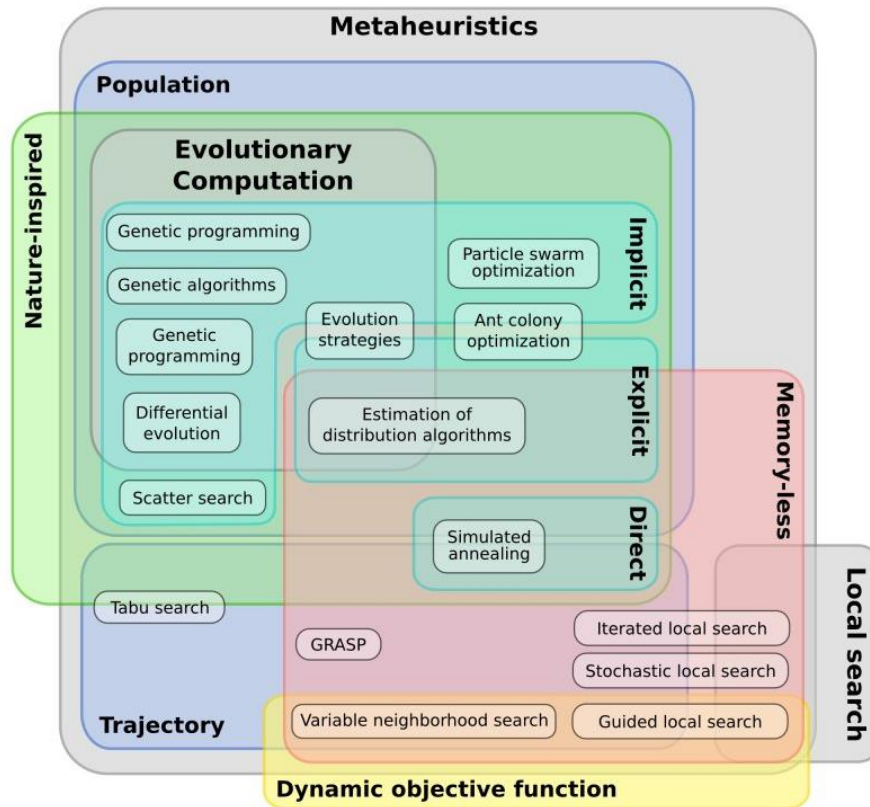 Metaheuristics
Population
Nature-inspired
Evolutionary
Computation
Genetic programming
Implicit
Particle swarm
optimization
Genetic algorithms
Evolution
strategies
Ant colony
optimization
Genetic
programming
Explicit
Memory-less
Differential
evolution
Estimation of
distribution algorithms
Scatter search
Direct
Simulated
annealing
Local search
Tabu search
Iterated local search
GRASP
Stochastic local search
Trajectory
Variable neighborhood search
Guided local search
Dynamic objective function